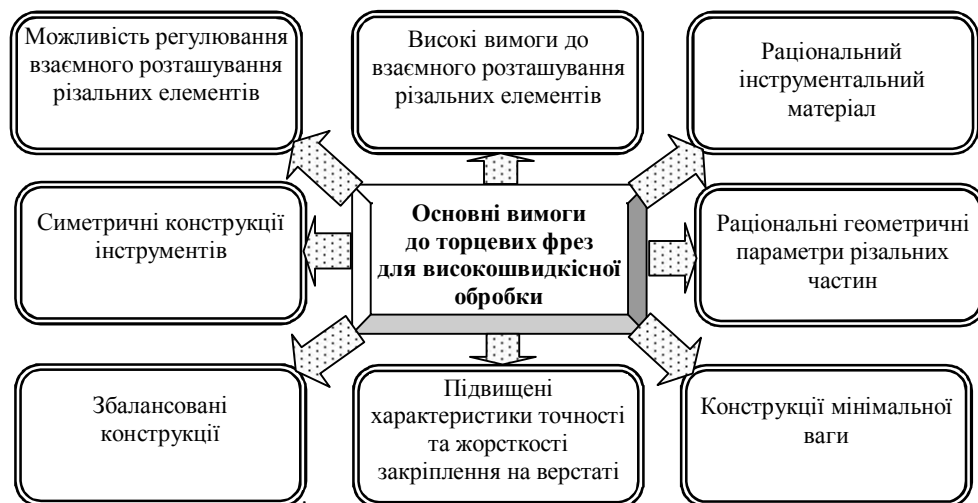 Можливість регулювання
взаємного розташування
різальних елементів
Високі вимоги до
взаємного розташування
різальних елементів
Раціональний
інструментальний
матеріал
Симетричні конструкції
інструментів
Основні вимоги
до торцевих фрез
для високошвидкісної
обробки
Раціональні геометричні
параметри різальних
частин
Збалансовані
конструкції
Підвищені
характеристики точності
та жорсткості
закріплення на верстаті
Конструкції мінімальної
ваги